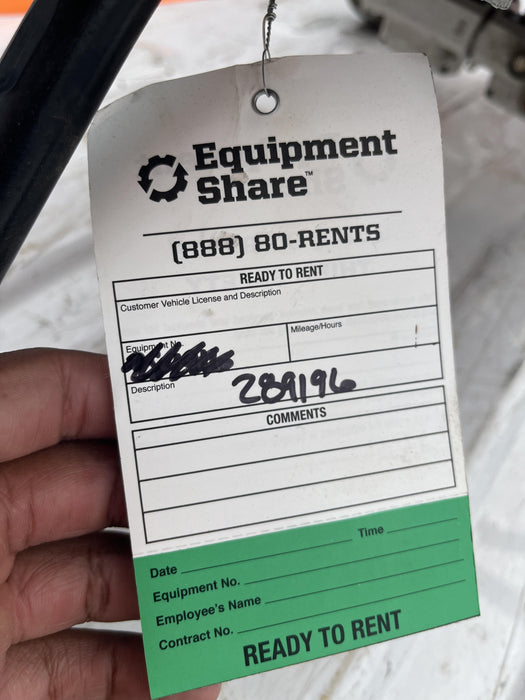 Equipment
Share™
(888) 80-RENTS
READY TO RENT
Customer Vehicle License and Description
Equipment No.
Mileage/Hours
Description
289196
COMMENTS
Date
Time
Equipment No.
Employee's Name
Contract No.
READY TO RENT